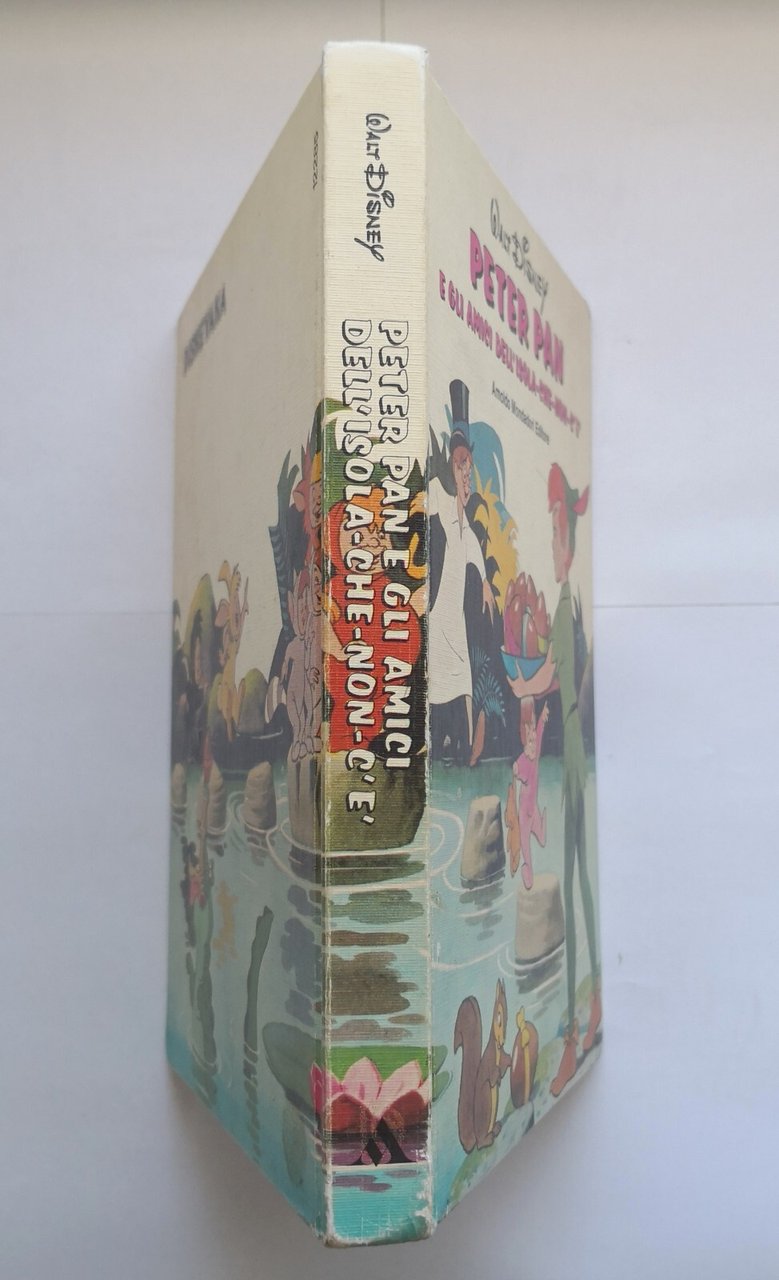 WALT DISNEY
PETER PAN E GLI AMICI
DELL'ISOLA-CHE-NON-C'E'
WALT DISNEY
PETER PAN
E GLI AMICI DELL'ISOLA-CHE-NON-C'E'
Arnoldo Mondadori Editore
DISNEYANA